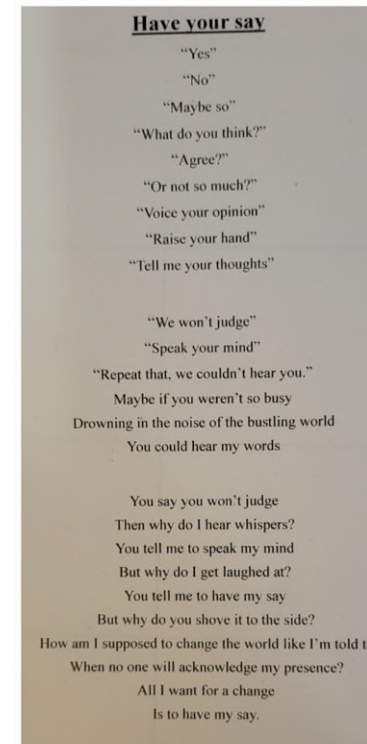 Have your say
“Yes”
“No”
“Maybe so”
“What do you think?”
“Agree?”
“Or not so much?”
“Voice your opinion”
“Raise your hand”
“Tell me your thoughts”
“We won’t judge”
“Speak your mind”
“Repeat that, we couldn’t hear you.”
Maybe if you weren’t so busy
Drowning in the noise of the bustling world
You could hear my words
You say you won’t judge
Then why do I hear whispers?
You tell me to speak my mind
But why do I get laughed at?
You tell me to have my say
But why do you shove it to the side?
How am I supposed to change the world like I’m told
When no one will acknowledge my presence?
All I want for a change
Is to have my say.